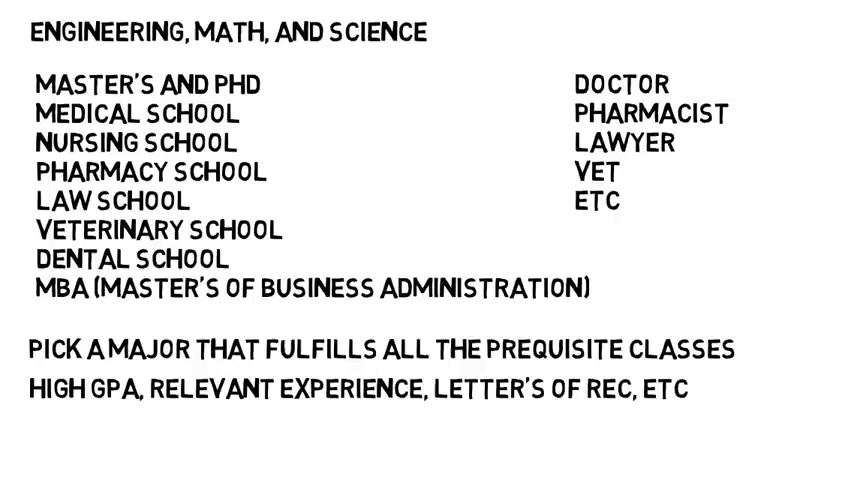 ENGINEERING, MATH, AND SCIENCE
MASTER'S AND PHD
MEDICAL SCHOOL
NURSING SCHOOL
PHARMACY SCHOOL
LAW SCHOOL
VETERINARY SCHOOL
DENTAL SCHOOL
MBA (MASTER'S OF BUSINESS ADMINISTRATION)
DOCTOR
PHARMACIST
LAWYER
VET
ETC
PICK A MAJOR THAT FULFILLS ALL THE PREQUISITE CLASSES
HIGH GPA, RELEVANT EXPERIENCE, LETTER'S OF REC, ETC